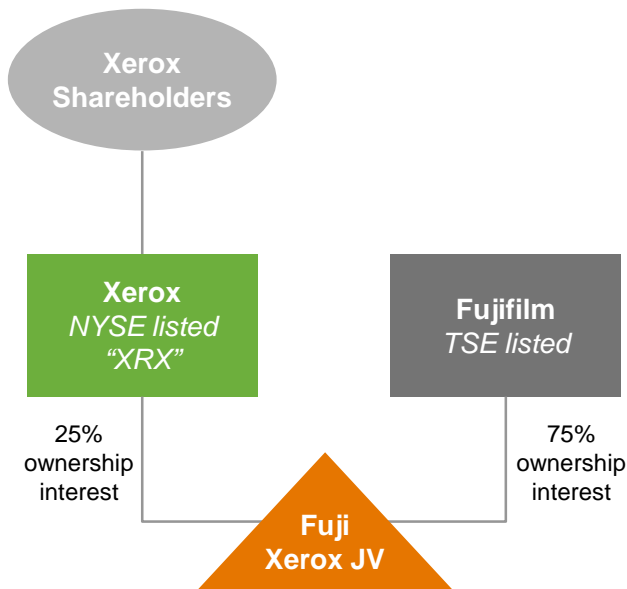 Xerox
Shareholders
Xerox
NYSE listed
“XRX”
Fujifilm
TSE listed
25%
ownership
interest
75%
ownership
interest
Fuji
Xerox JV